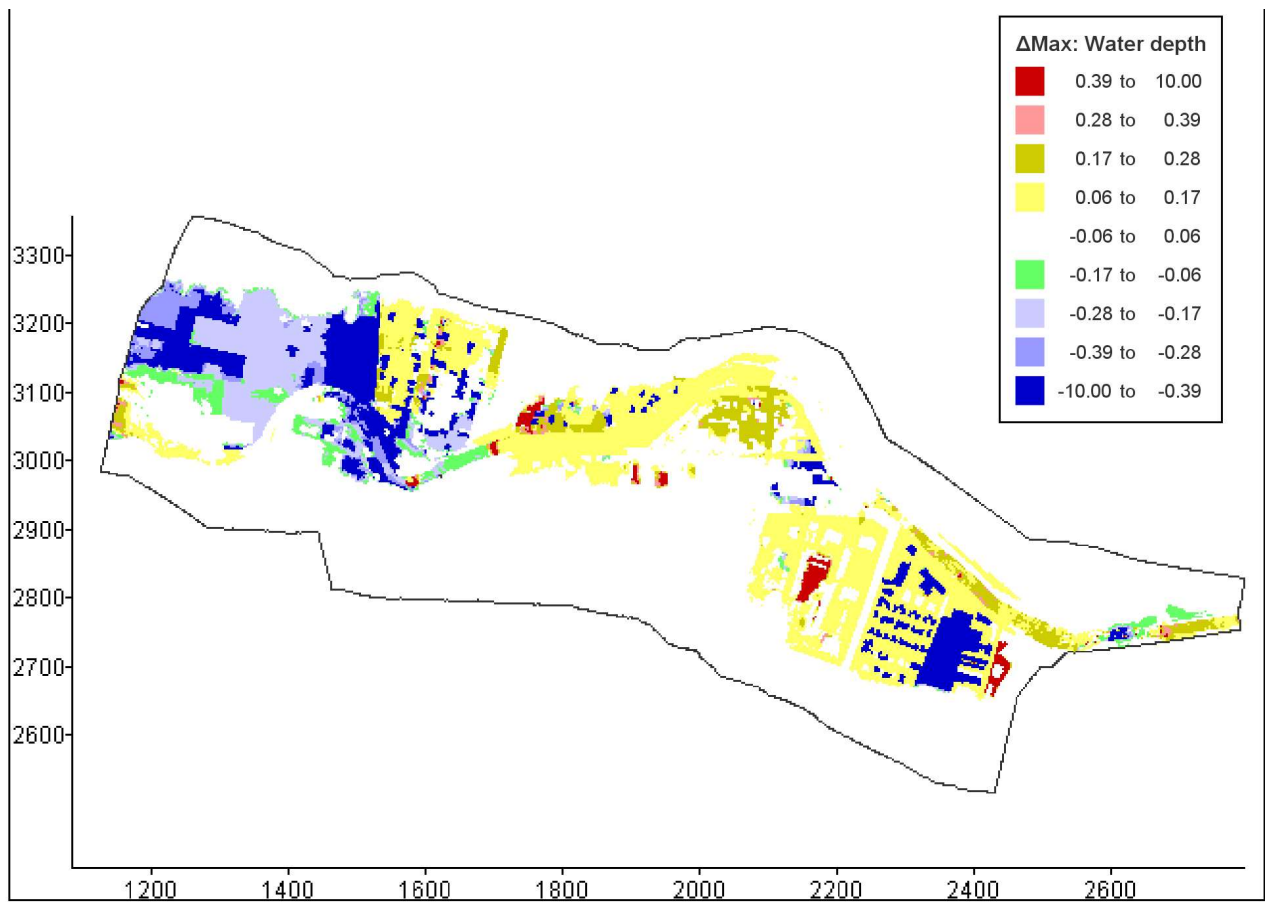 ΔMax: Water depth
0.39 to 10.00
0.28 to 0.39
0.17 to 0.28
0.06 to 0.17
-0.06 to 0.06
-0.17 to -0.06
-0.28 to -0.17
-0.39 to -0.28
-10.00 to -0.39
3300
3200
3100
3000
2900
2800
2700
2600
1200 1400 1600 1800 2000 2200 2400 2600